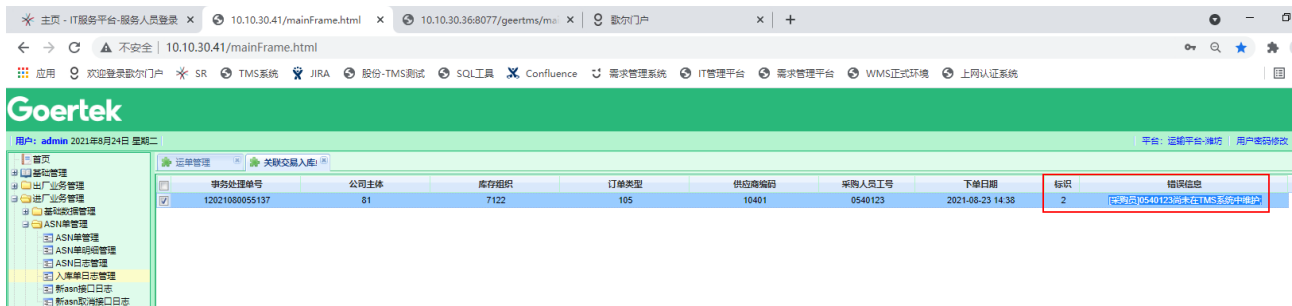 主页 - IT服务平台-服务人员登录
10.10.30.41/mainFrame.html
10.10.30.36:8077/geertms/ma
歌尔门户
不安全 | 10.10.30.41/mainFrame.html
应用 欢迎登录歌尔门户 SR TMS系统 JIRA 股份-TMS测试 SQL工具 Confluence 需求管理系统 IT管理平台 需求管理平台 WMS正式环境 上网认证系统
Goertek
用户: admin 2021年8月24日 星期二
平台: 运输平台-潍坊 用户密码修改
首页
基础管理
出厂业务管理
进厂业务管理
基础数据管理
ASN单管理
ASN单管理
ASN单明细管理
ASN日志管理
入库单日志管理
新asn接口日志
新asn取消接口日志
运单管理 关联交易入库
事务处理单号 公司主体 库存组织 订单类型 供应商编码 采购人员工号 下单日期 标识 错误信息
12021080055137 81 7122 105 10401 0540123 2021-08-23 14:38 2 [采购员]0540123尚未在TMS系统中维护